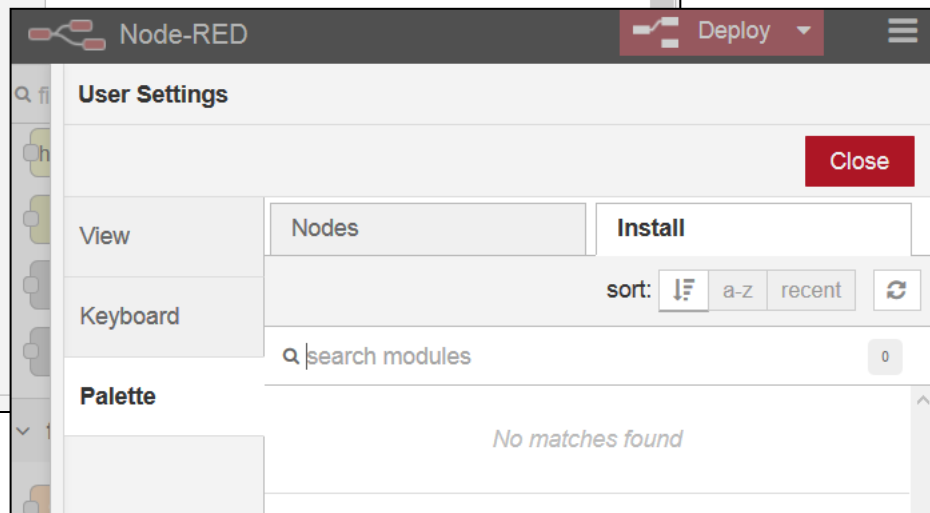 Node-RED
Deploy
fi
User Settings
h
Close
View
Nodes
Install
sort:
a-z
recent
Keyboard
search modules
0
Palette
No matches found
f